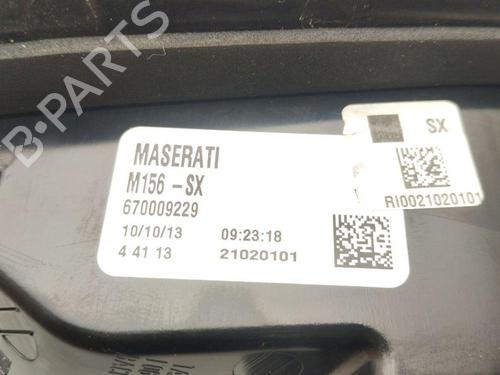 B-PARTS
MASERATI
M156 - SX
670009229
10/10/13 09:23:18
4 41 13 21020101
SX
RI0021020101